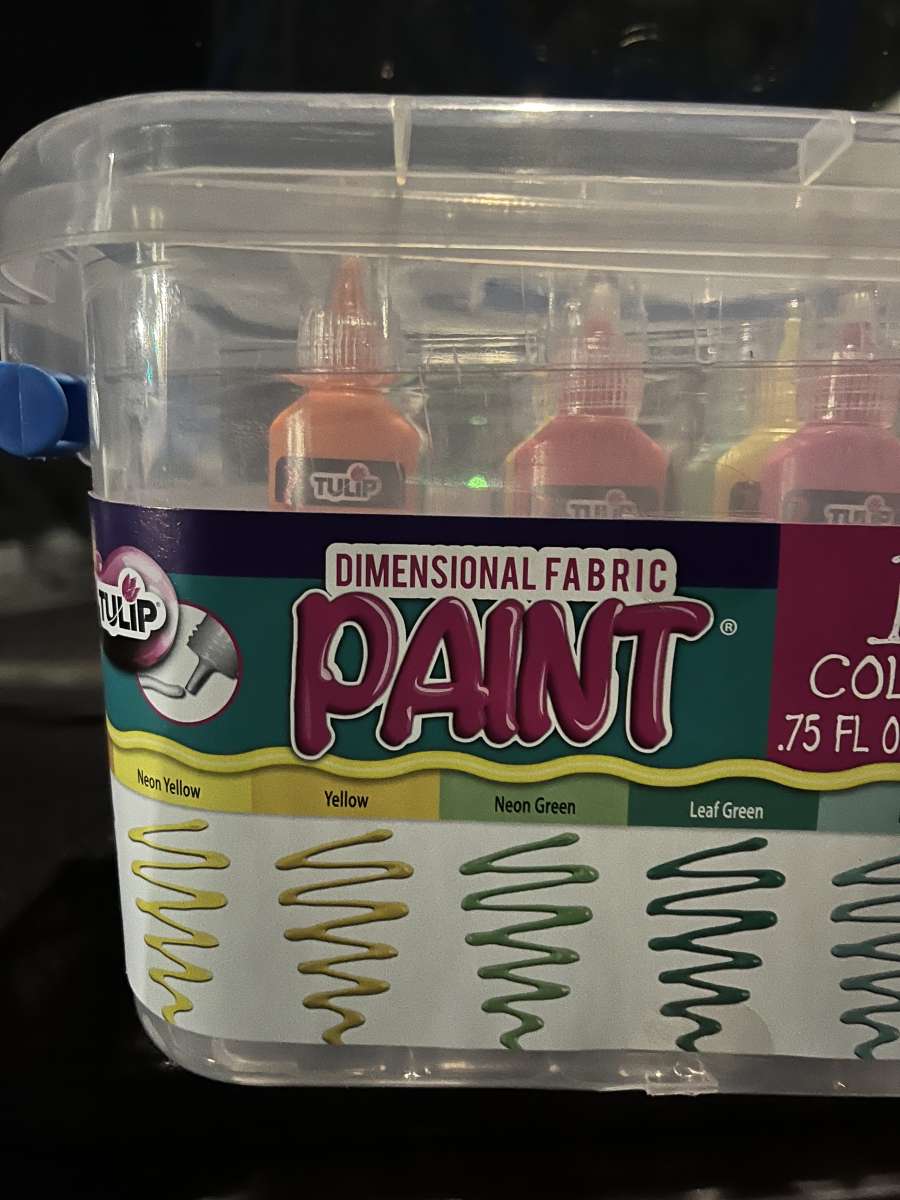 TULIP
TULIP
TULIP
TULIP®
DIMENSIONAL FABRIC
PAINT®
COL
.75 FL O
Neon Yellow
Yellow
Neon Green
Leaf Green